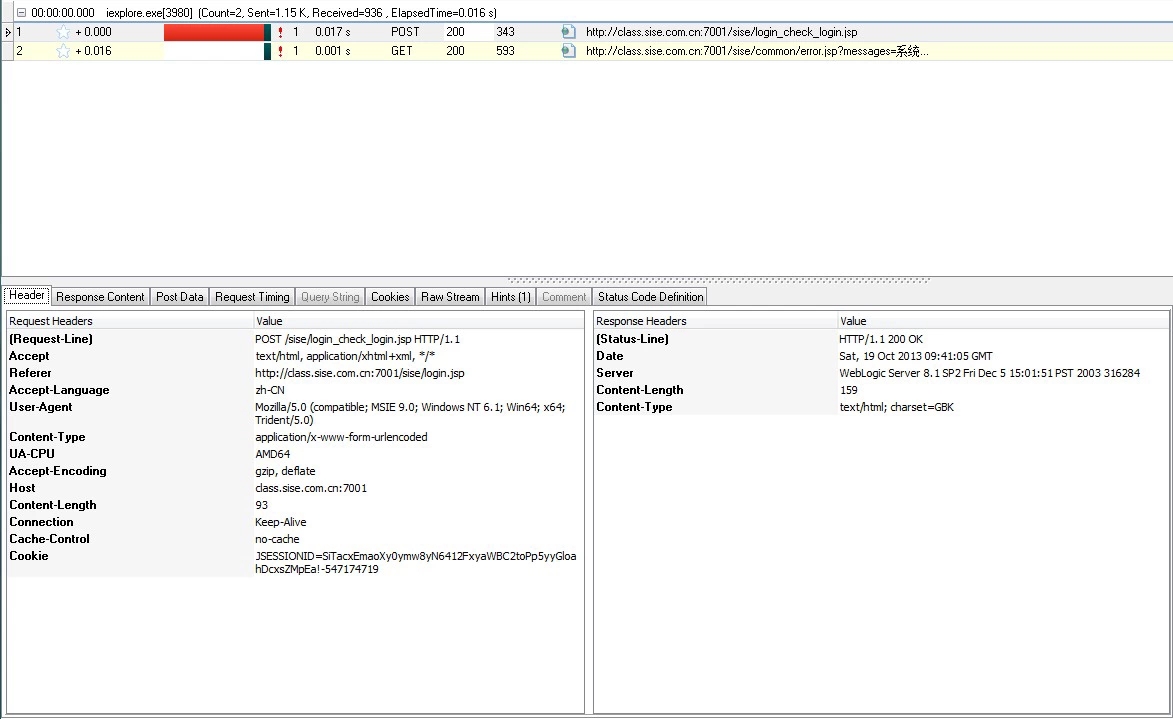 00:00:00.000 iexplore.exe[3980] (Count=2, Sent=1.15 K, Received=936 , ElapsedTime=0.016 s)
1 + 0.000 ! 1 0.017 s POST 200 343 http://class.sise.com.cn:7001/sise/login_check_login.jsp
2 + 0.016 ! 1 0.001 s GET 200 593 http://class.sise.com.cn:7001/sise/common/error.jsp?messages=系统...
Header Response Content Post Data Request Timing Query String Cookies Raw Stream Hints (1) Comment Status Code Definition
Request Headers Value
(Request-Line) POST /sise/login_check_login.jsp HTTP/1.1
Accept text/html, application/xhtml+xml, */*
Referer http://class.sise.com.cn:7001/sise/login.jsp
Accept-Language zh-CN
User-Agent Mozilla/5.0 (compatible; MSIE 9.0; Windows NT 6.1; Win64; x64;
Trident/5.0)
Content-Type application/x-www-form-urlencoded
UA-CPU AMD64
Accept-Encoding gzip, deflate
Host class.sise.com.cn:7001
Content-Length 93
Connection Keep-Alive
Cache-Control no-cache
Cookie JSESSIONID=SiTacxEmaoXy0ymw8yN6412FxyaWBC2toPp5yyGloa
hDcxsZMpEa!-547174719
Response Headers Value
(Status-Line) HTTP/1.1 200 OK
Date Sat, 19 Oct 2013 09:41:05 GMT
Server WebLogic Server 8.1 SP2 Fri Dec 5 15:01:51 PST 2003 316284
Content-Length 159
Content-Type text/html; charset=GBK